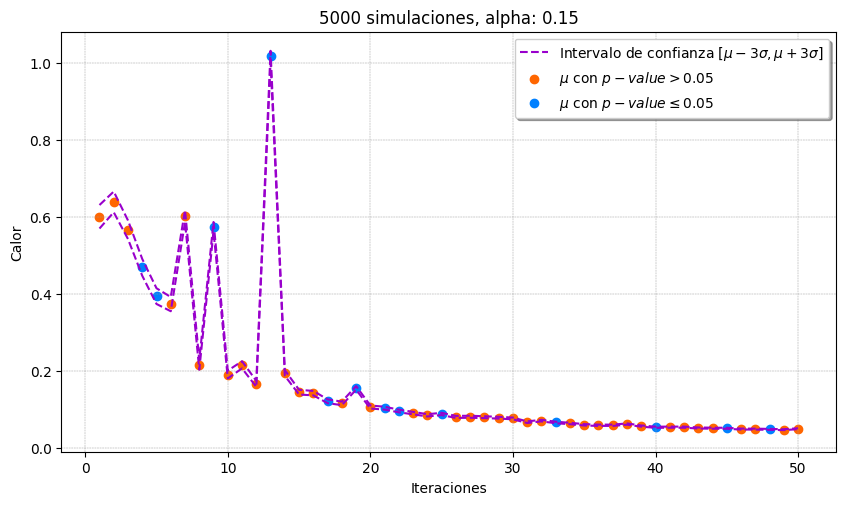 5000 simulaciones, alpha: 0.15
Intervalo de confianza [μ − 3σ, μ + 3σ]
μ con p − value > 0.05
μ con p − value ≤ 0.05
Calor
1.0
0.8
0.6
0.4
0.2
0.0
0 10 20 30 40 50
Iteraciones